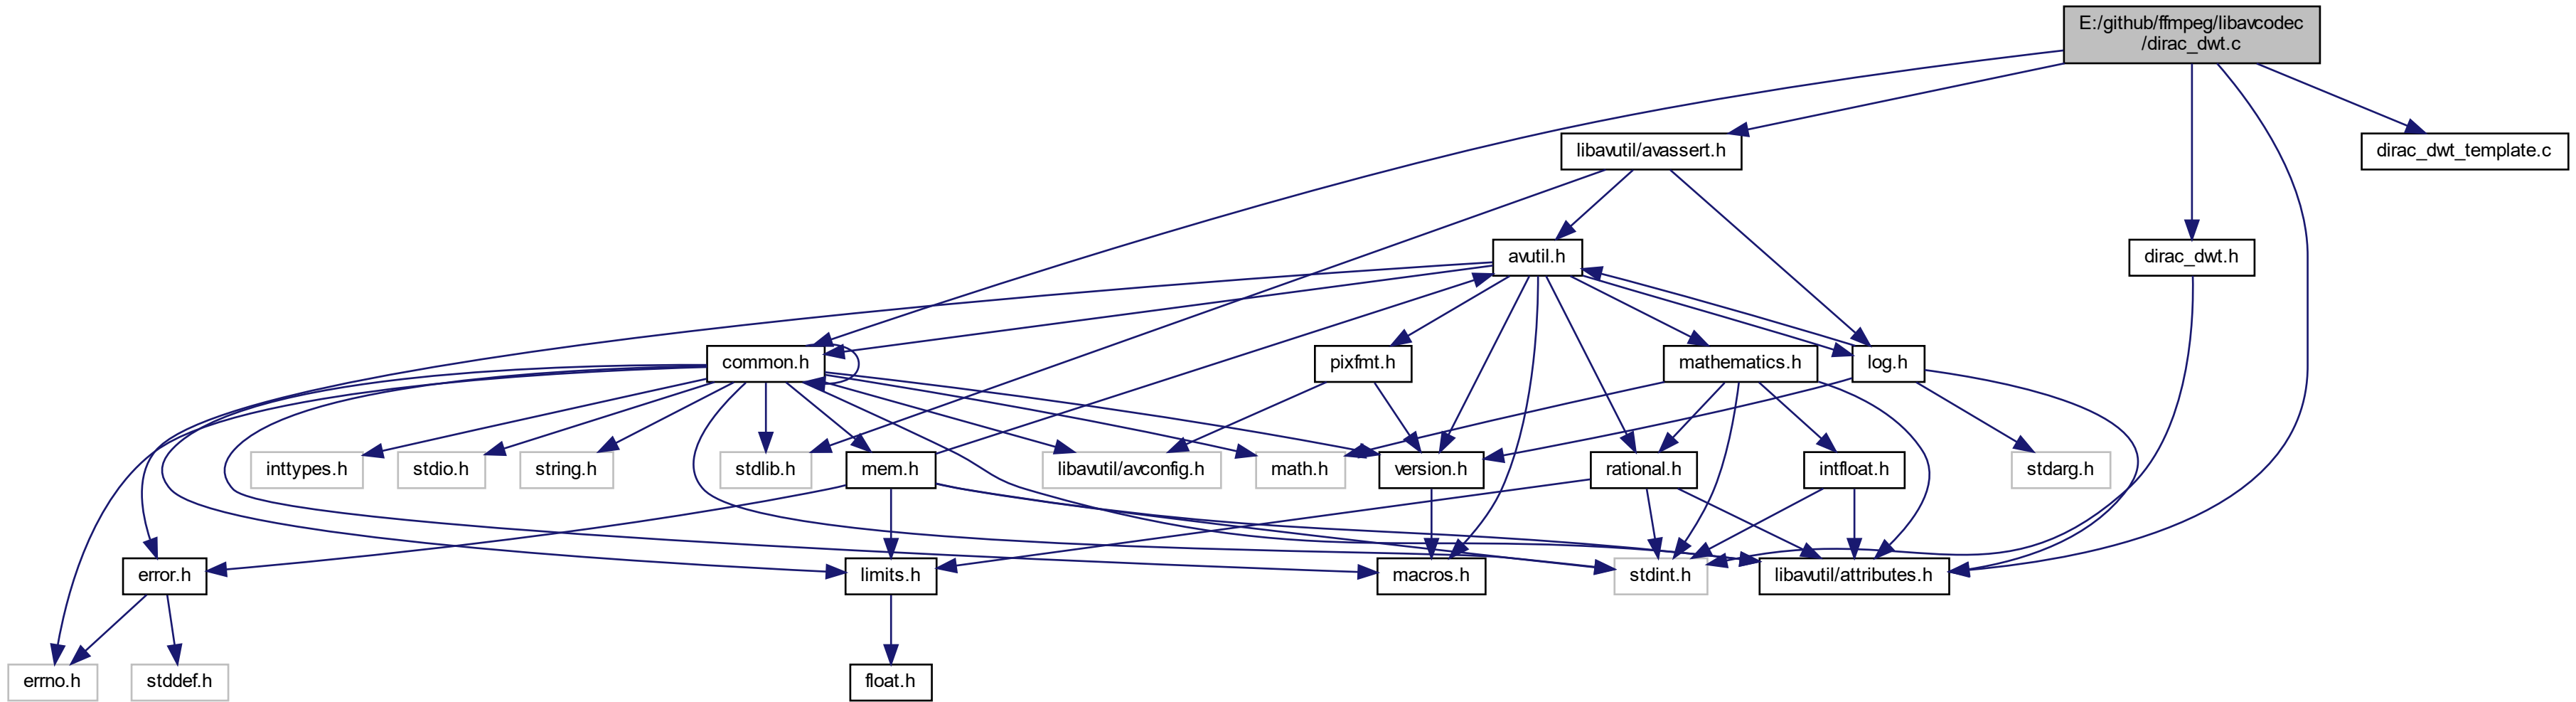 E:/github/ffmpeg/libavcodec
/dirac_dwt.c
libavutil/avassert.h
dirac_dwt_template.c
avutil.h
dirac_dwt.h
common.h
pixfmt.h
mathematics.h
log.h
inttypes.h
stdio.h
string.h
stdlib.h
mem.h
libavutil/avconfig.h
math.h
version.h
rational.h
intfloat.h
stdarg.h
error.h
limits.h
macros.h
stdint.h
libavutil/attributes.h
errno.h
stddef.h
float.h